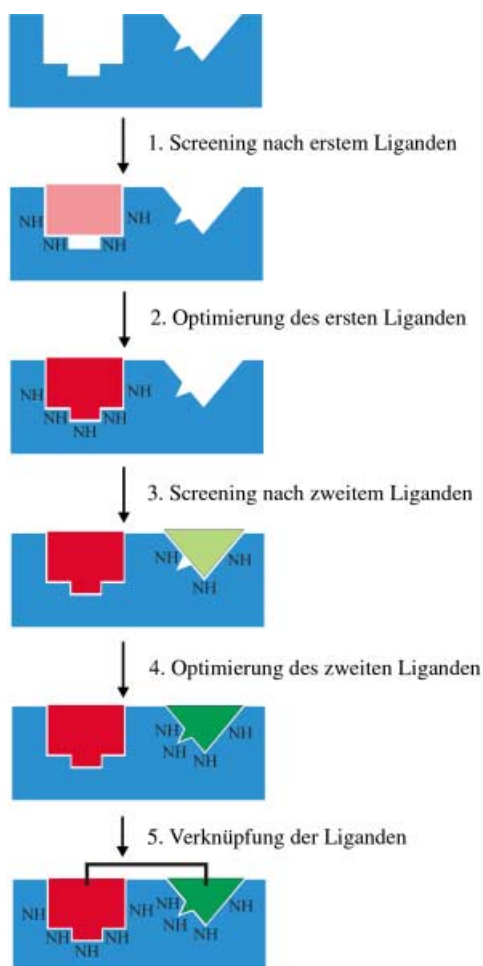 1. Screening nach erstem Liganden
NH NH
NH NH
2. Optimierung des ersten Liganden
NH NH
NH NH
NH
3. Screening nach zweitem Liganden
NH NH
NH
4. Optimierung des zweiten Liganden
NH NH
NH NH
5. Verknüpfung der Liganden
NH NH NH NH
NH NH NH NH
NH